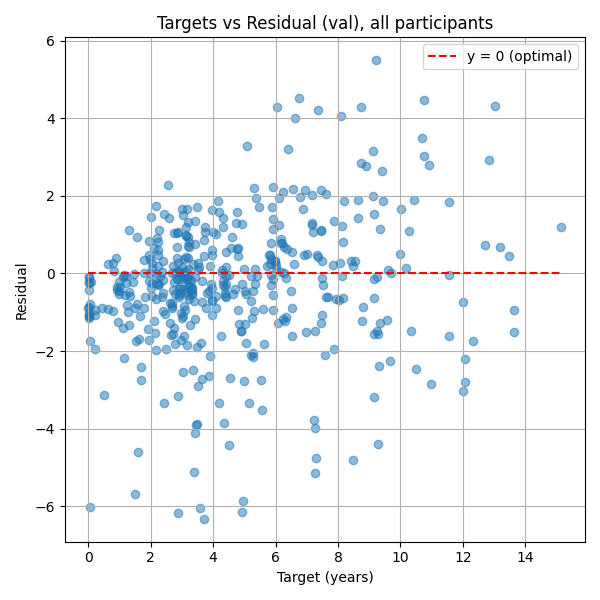 Targets vs Residual (val), all participants
6
4
2
0
−2
−4
−6
Residual
y = 0 (optimal)
0 2 4 6 8 10 12 14
Target (years)